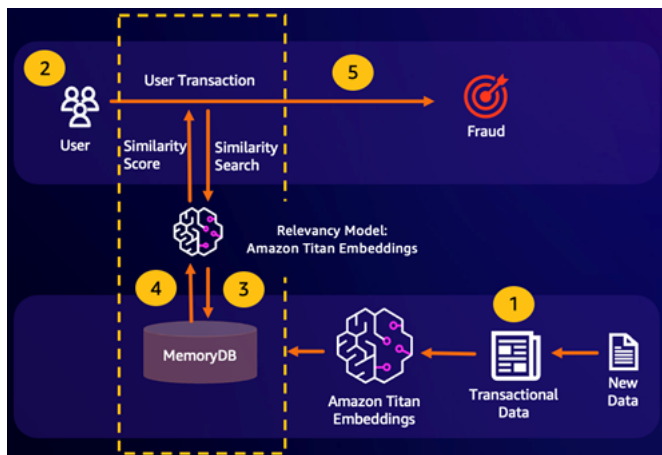 2
User Transaction
5
User
Similarity
Score
Similarity
Search
Fraud
Relevancy Model:
Amazon Titan Embeddings
4
3
1
MemoryDB
Amazon Titan
Embeddings
Transactional
Data
New
Data